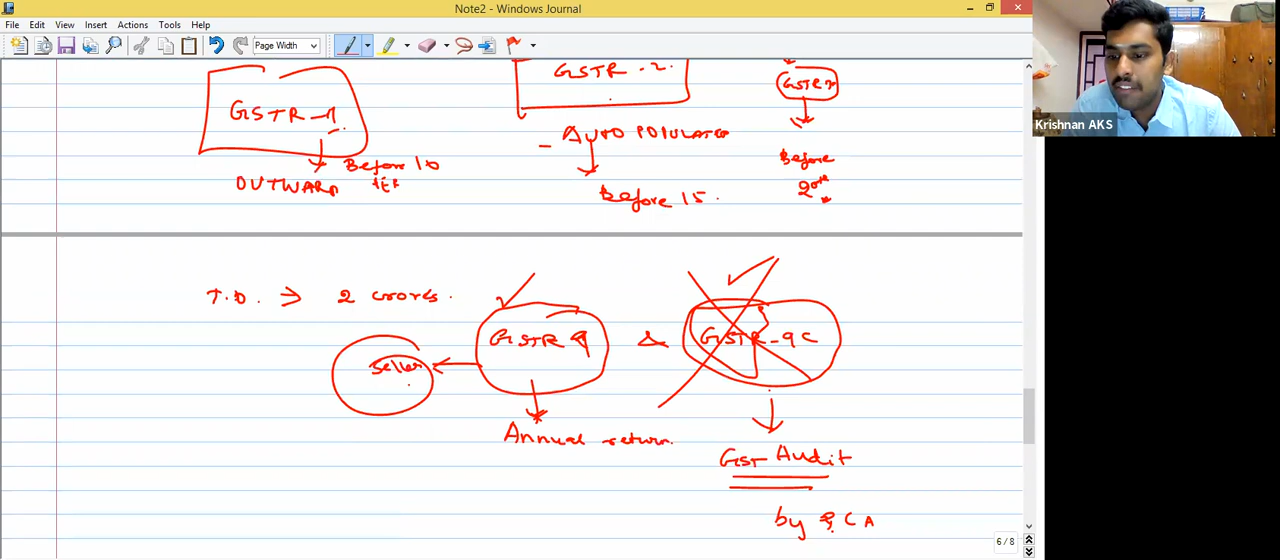 Note2 - Windows Journal
File Edit View Insert Actions Tools Help
Page Width
Krishnan AKS
GSTR - 1
GSTR - 2.
Before 10
OUTWARD
AUTO POPULATED
Before 15.
Before
20th
T.O. → 2 crores.
GSTR 9 & GSTR - 9C
Seller
Annual return.
GST Audit
by CA
6 / 8